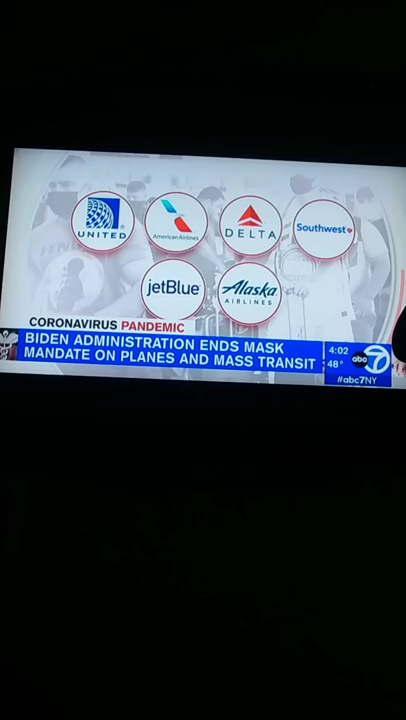 UNITED
American Airlines
DELTA
Southwest
jetBlue
Alaska
AIRLINES
CORONAVIRUS PANDEMIC
BIDEN ADMINISTRATION ENDS MASK
MANDATE ON PLANES AND MASS TRANSIT
4:02
48°
abc 7
#abc7NY